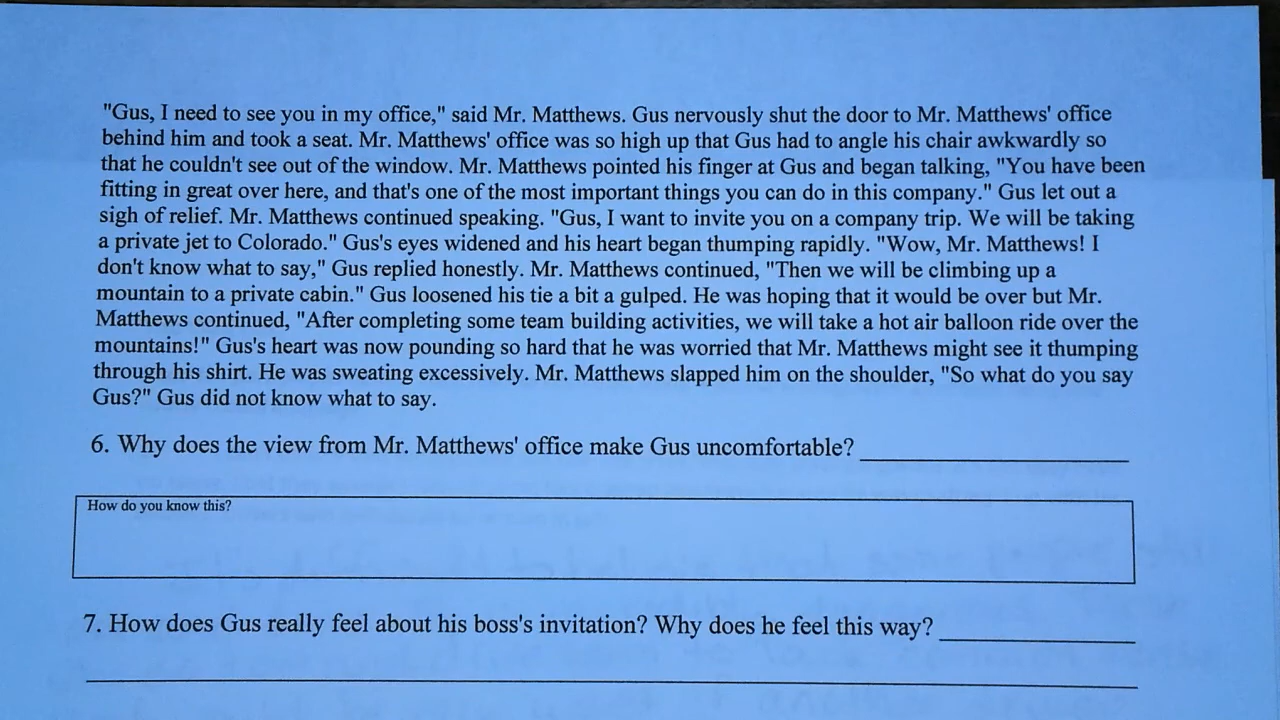 "Gus, I need to see you in my office," said Mr. Matthews. Gus nervously shut the door to Mr. Matthews' office
behind him and took a seat. Mr. Matthews' office was so high up that Gus had to angle his chair awkwardly so
that he couldn't see out of the window. Mr. Matthews pointed his finger at Gus and began talking, "You have been
fitting in great over here, and that's one of the most important things you can do in this company." Gus let out a
sigh of relief. Mr. Matthews continued speaking. "Gus, I want to invite you on a company trip. We will be taking
a private jet to Colorado." Gus's eyes widened and his heart began thumping rapidly. "Wow, Mr. Matthews! I
don't know what to say," Gus replied honestly. Mr. Matthews continued, "Then we will be climbing up a
mountain to a private cabin." Gus loosened his tie a bit a gulped. He was hoping that it would be over but Mr.
Matthews continued, "After completing some team building activities, we will take a hot air balloon ride over the
mountains!" Gus's heart was now pounding so hard that he was worried that Mr. Matthews might see it thumping
through his shirt. He was sweating excessively. Mr. Matthews slapped him on the shoulder, "So what do you say
Gus?" Gus did not know what to say.
6. Why does the view from Mr. Matthews' office make Gus uncomfortable?
How do you know this?
7. How does Gus really feel about his boss's invitation? Why does he feel this way?